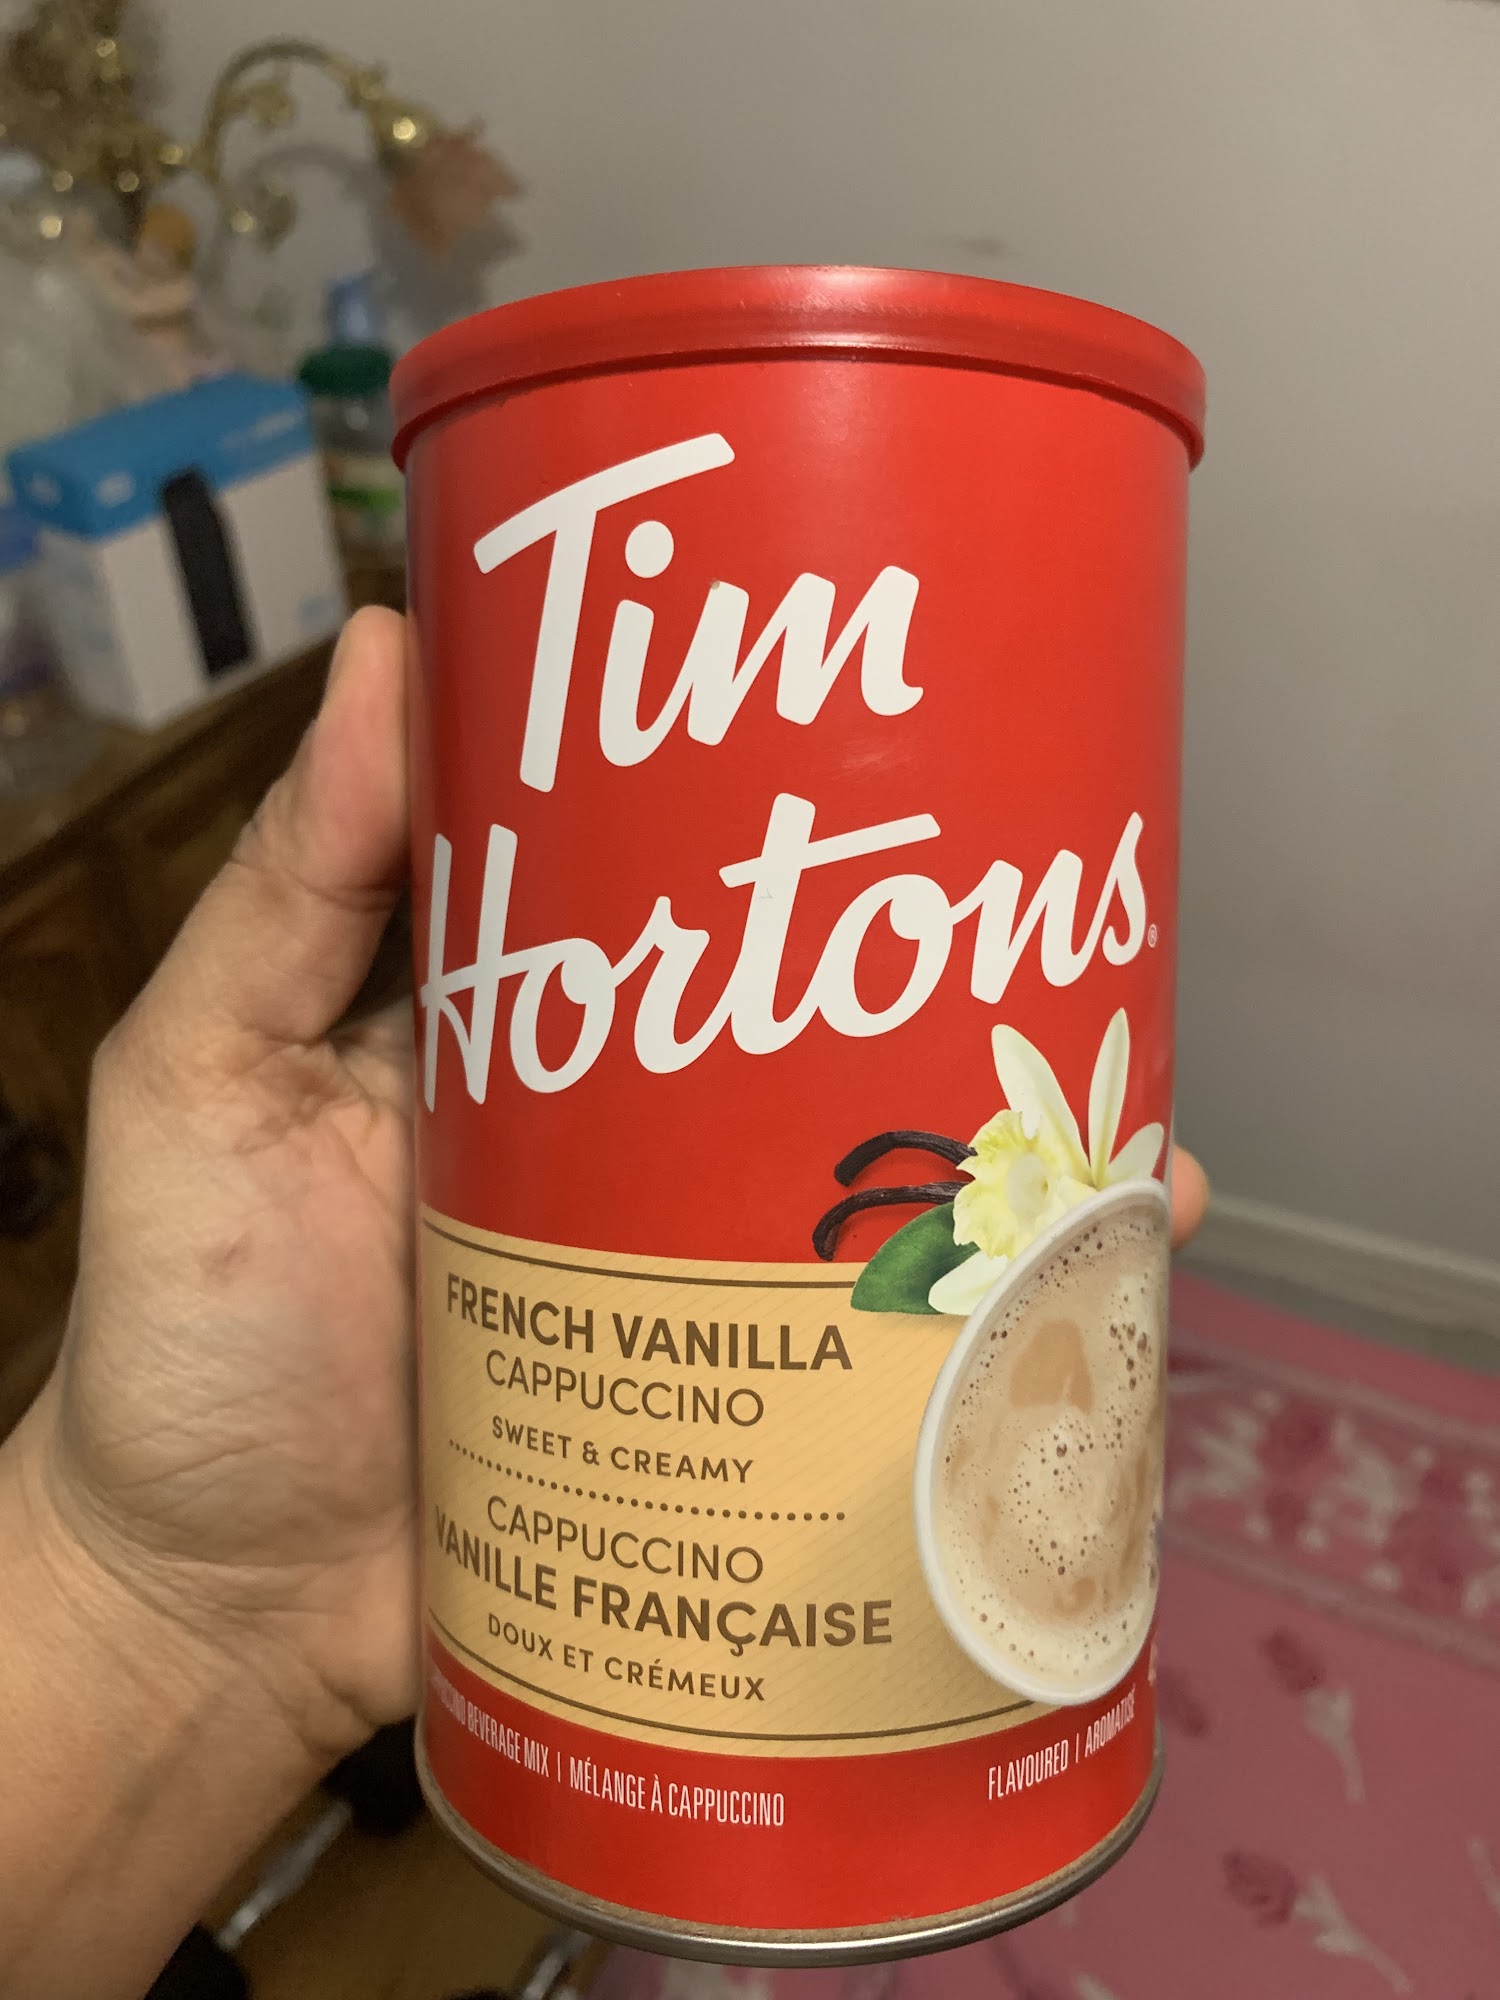 Tim
Hortons®
FRENCH VANILLA
CAPPUCCINO
SWEET & CREAMY
CAPPUCCINO
VANILLE FRANÇAISE
DOUX ET CRÉMEUX
BEVERAGE MIX | MÉLANGE À CAPPUCCINO
FLAVOURED | AROMATISÉ